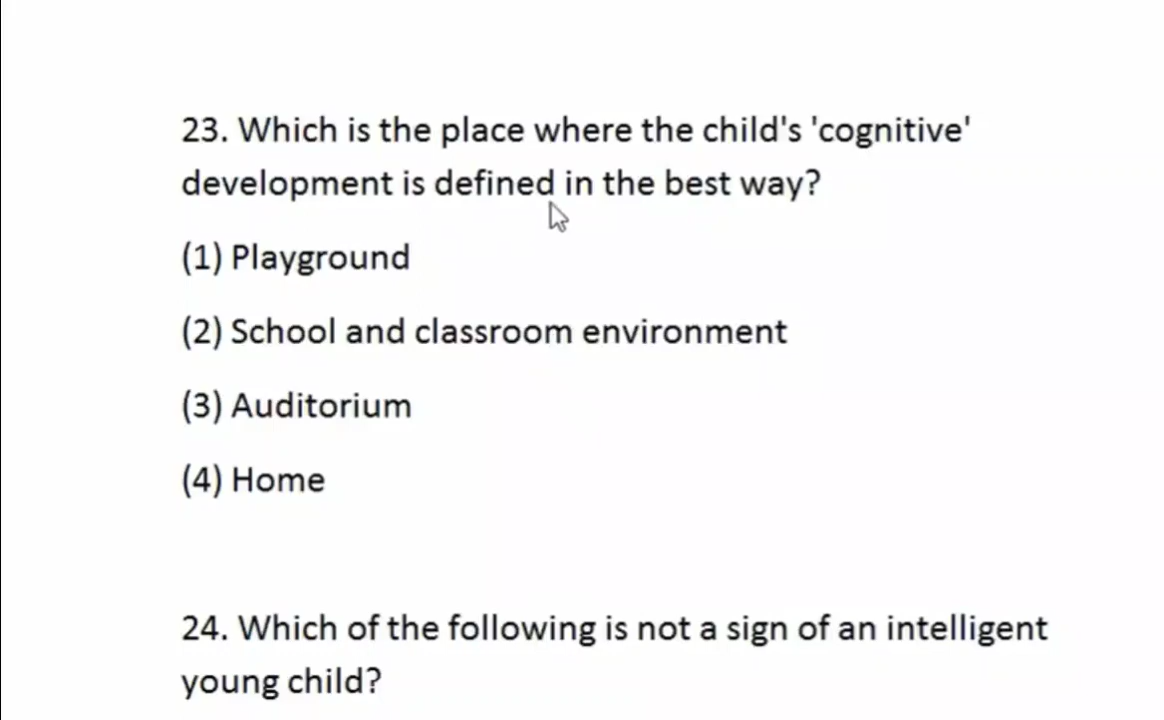 23. Which is the place where the child's 'cognitive'
development is defined in the best way?
(1) Playground
(2) School and classroom environment
(3) Auditorium
(4) Home
24. Which of the following is not a sign of an intelligent
young child?